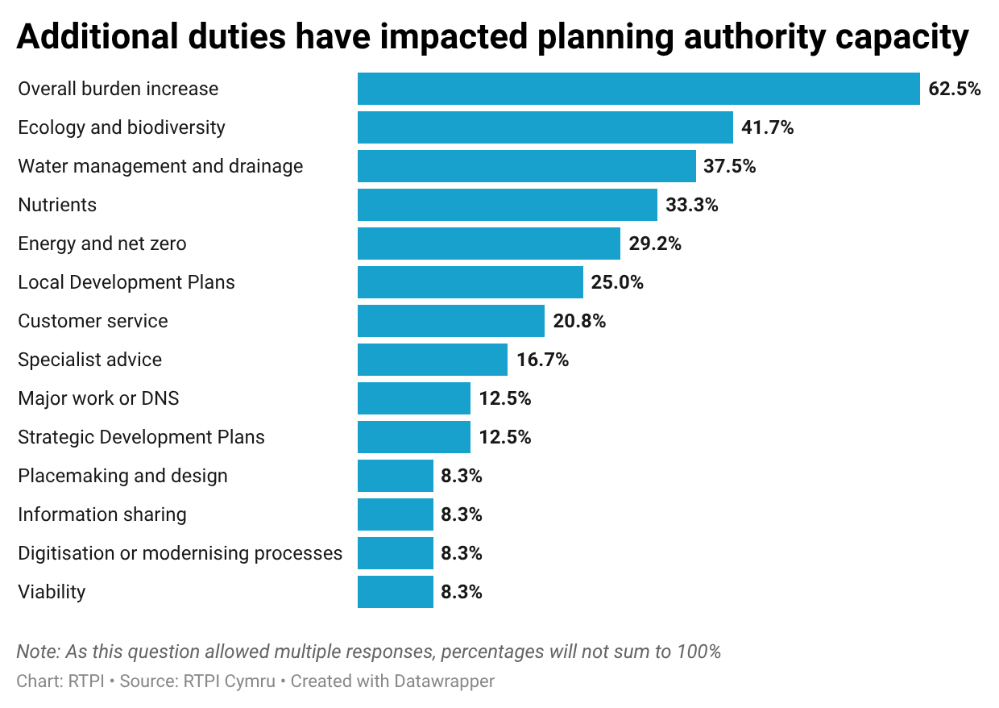 Additional duties have impacted planning authority capacity
Overall burden increase 62.5%
Ecology and biodiversity 41.7%
Water management and drainage 37.5%
Nutrients 33.3%
Energy and net zero 29.2%
Local Development Plans 25.0%
Customer service 20.8%
Specialist advice 16.7%
Major work or DNS 12.5%
Strategic Development Plans 12.5%
Placemaking and design 8.3%
Information sharing 8.3%
Digitisation or modernising processes 8.3%
Viability 8.3%
Note: As this question allowed multiple responses, percentages will not sum to 100%
Chart: RTPI • Source: RTPI Cymru • Created with Datawrapper